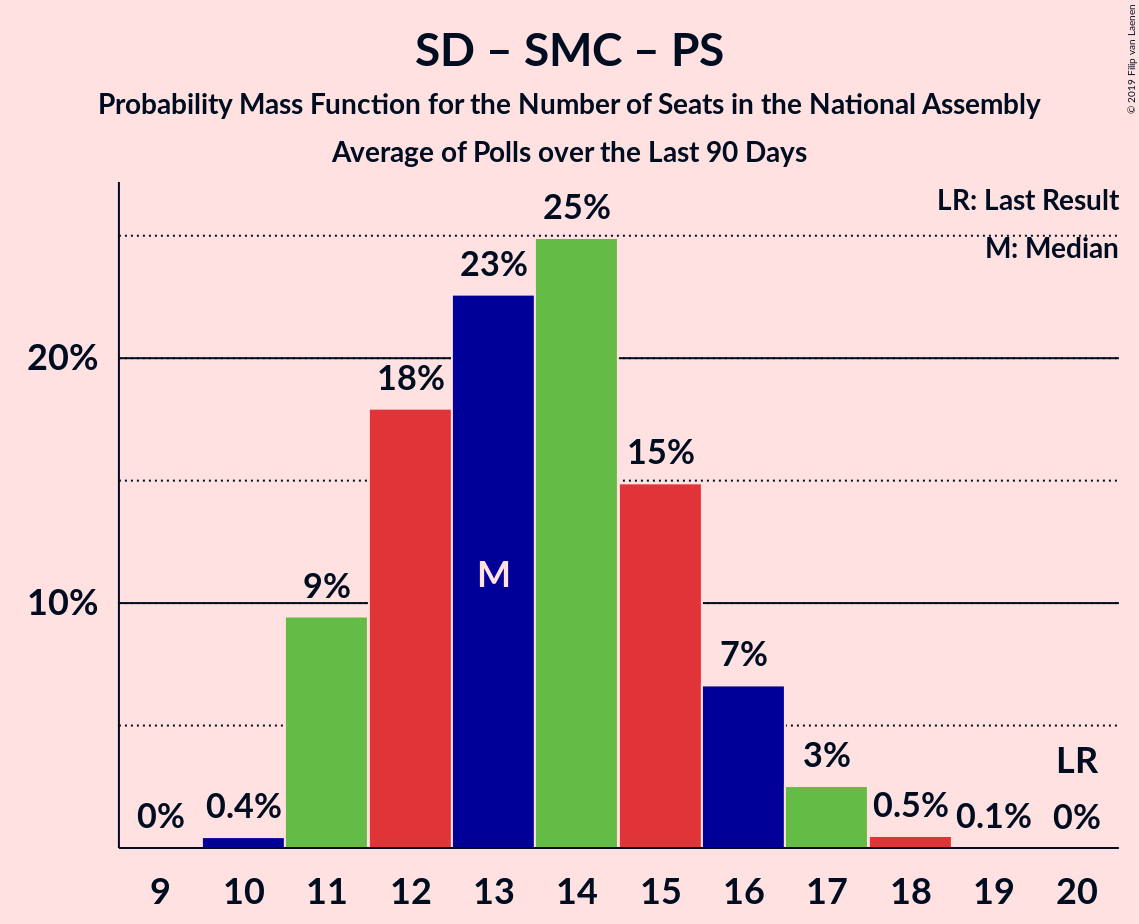 SD – SMC – PS
Probability Mass Function for the Number of Seats in the National Assembly
Average of Polls over the Last 90 Days
© 2019 Filip van Laenen
LR: Last Result
M: Median
25%
23%
20%
18%
15%
M
9%
10%
7%
3%
LR
0%
0.4%
0.5%
0.1%
0%
9 10 11 12 13 14 15 16 17 18 19 20